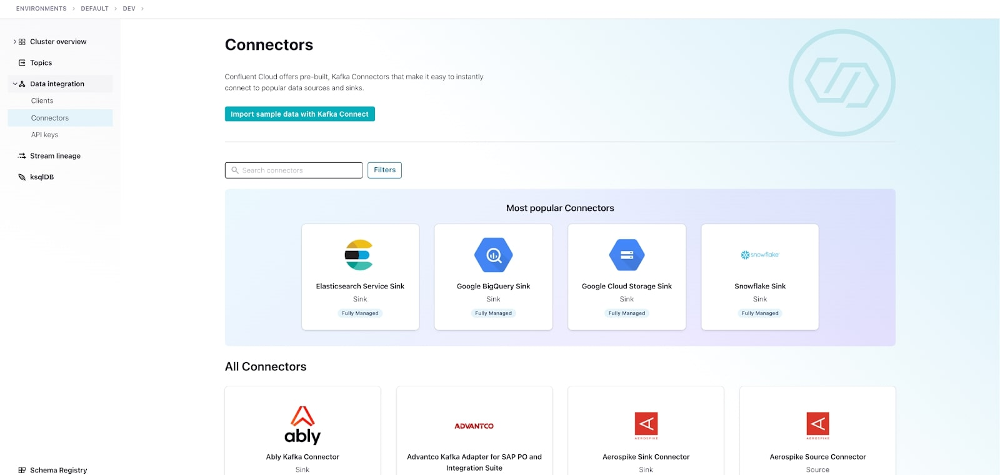 ENVIRONMENTS > DEFAULT > DEV >
Cluster overview
Topics
Data integration
Clients
Connectors
API keys
Stream lineage
ksqlDB
Schema Registry
Connectors
Confluent Cloud offers pre-built, Kafka Connectors that make it easy to instantly
connect to popular data sources and sinks.
Import sample data with Kafka Connect
Search connectors
Filters
Most popular Connectors
Elasticsearch Service Sink
Sink
Fully Managed
Google BigQuery Sink
Sink
Fully Managed
Google Cloud Storage Sink
Sink
Fully Managed
snowflake
Snowflake Sink
Sink
Fully Managed
All Connectors
ably
Ably Kafka Connector
Sink
ADVANTCO
Advantco Kafka Adapter for SAP PO and
Integration Suite
AEROSPIKE
Aerospike Sink Connector
Sink
AEROSPIKE
Aerospike Source Connector
Source